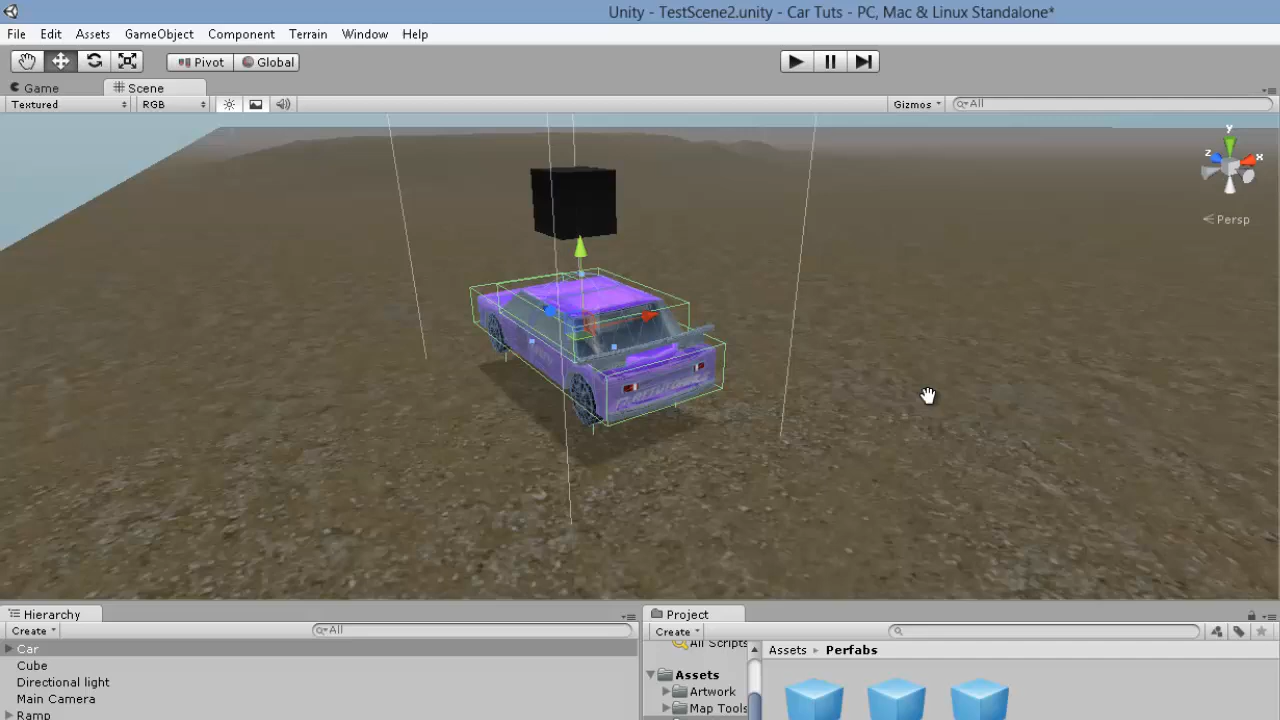 Unity - TestScene2.unity - Car Tuts - PC, Mac & Linux Standalone*
File Edit Assets GameObject Component Terrain Window Help
Pivot Global
Game Scene
Textured RGB Gizmos All
y
z x
Persp
Hierarchy Project
Create All Create
Car All Scripts Assets Perfabs
Cube Assets
Directional light Artwork
Main Camera Map Tools
Ramp